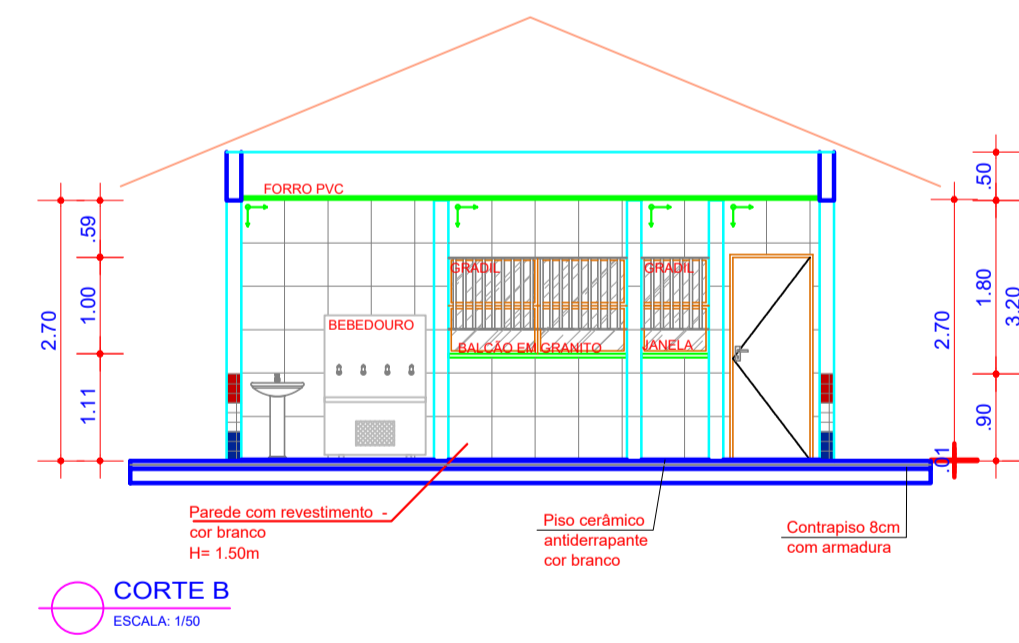 FORRO PVC
GRADIL
GRADIL
BEBEDOURO
BALCÃO EM GRANITO
JANELA
2.70
.59
1.00
1.11
.50
1.80
3.20
2.70
.90
.01
Parede com revestimento -
cor branco
H= 1.50m
Piso cerâmico
antiderrapante
cor branco
Contrapiso 8cm
com armadura
CORTE B
ESCALA: 1/50